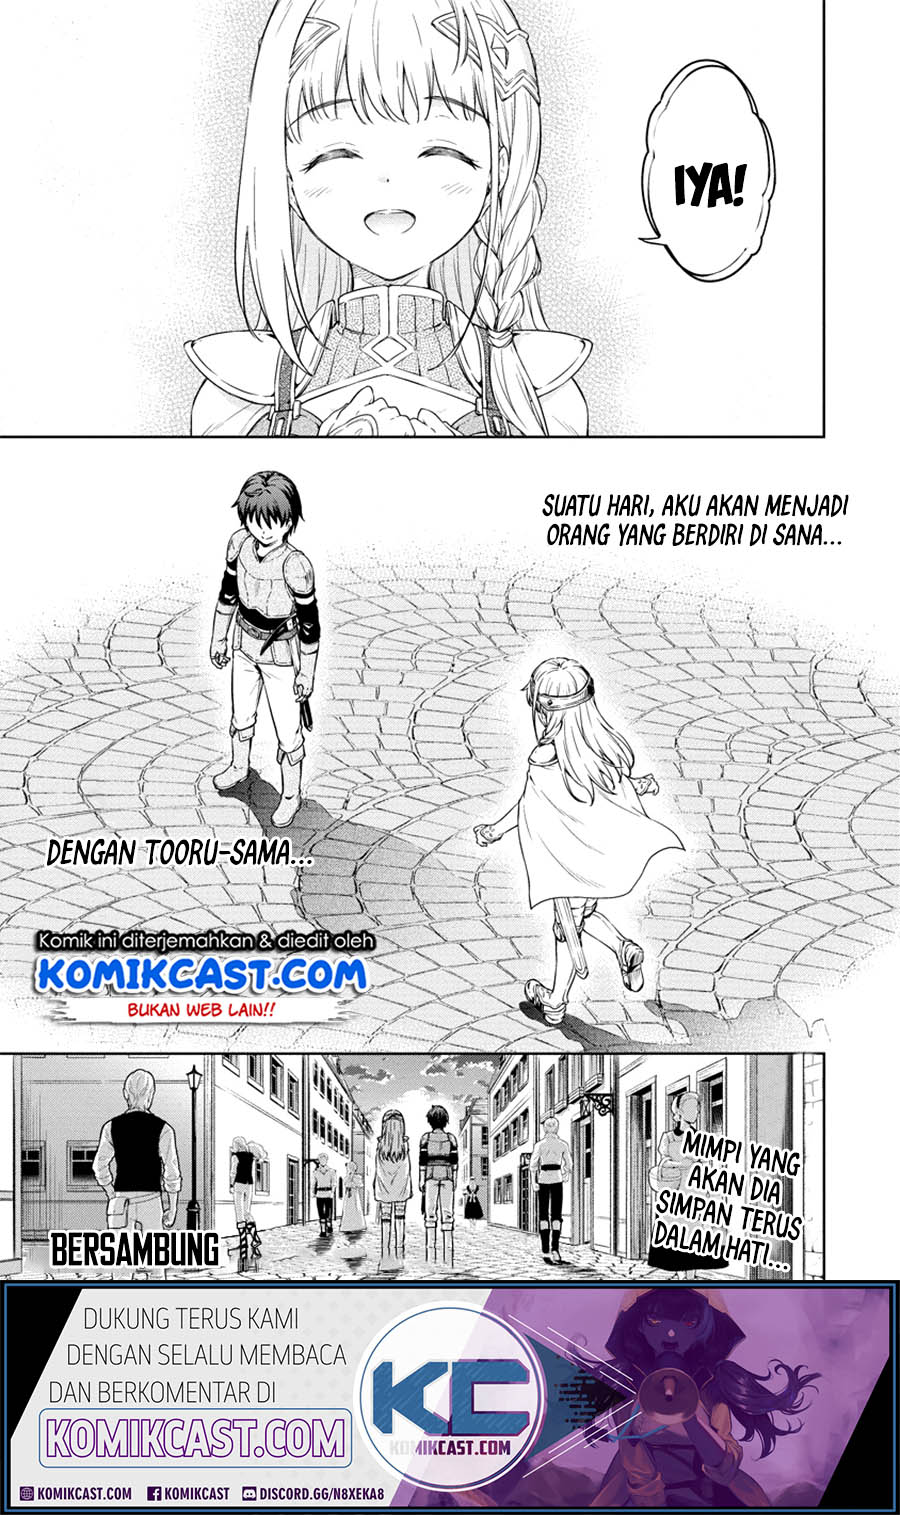 IYA!
SUATU HARI, AKU AKAN MENJADI
ORANG YANG BERDIRI DI SANA...
DENGAN TOORU-SAMA...
Komik ini diterjemahkan & diedit oleh
KOMIKCAST.COM
BUKAN WEB LAIN!!
MIMPI YANG
AKAN DIA
SIMPAN TERUS
DALAM HATI...
BERSAMBUNG
DUKUNG TERUS KAMI
DENGAN SELALU MEMBACA
DAN BERKOMENTAR DI
KOMIKCAST.COM
KC
KOMIKCAST.COM
KOMIKCAST.COM KOMIKCAST DISCORD.GG/N8XEKA8